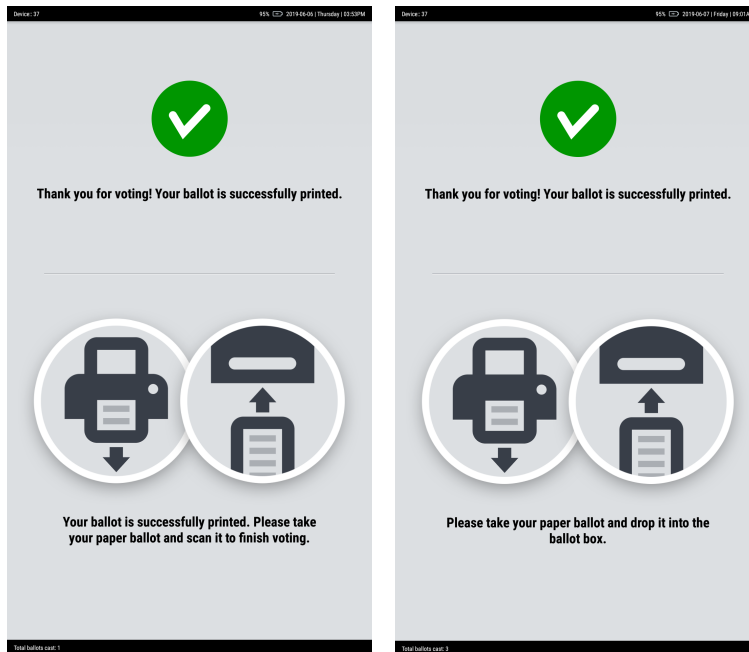 Device: 37
95% 2019-06-06 | Thursday | 03:53PM
Thank you for voting! Your ballot is successfully printed.
Your ballot is successfully printed. Please take
your paper ballot and scan it to finish voting.
Total ballots cast: 1
Device: 37
95% 2019-06-07 | Friday | 09:01A
Thank you for voting! Your ballot is successfully printed.
Please take your paper ballot and drop it into the
ballot box.
Total ballots cast: 3